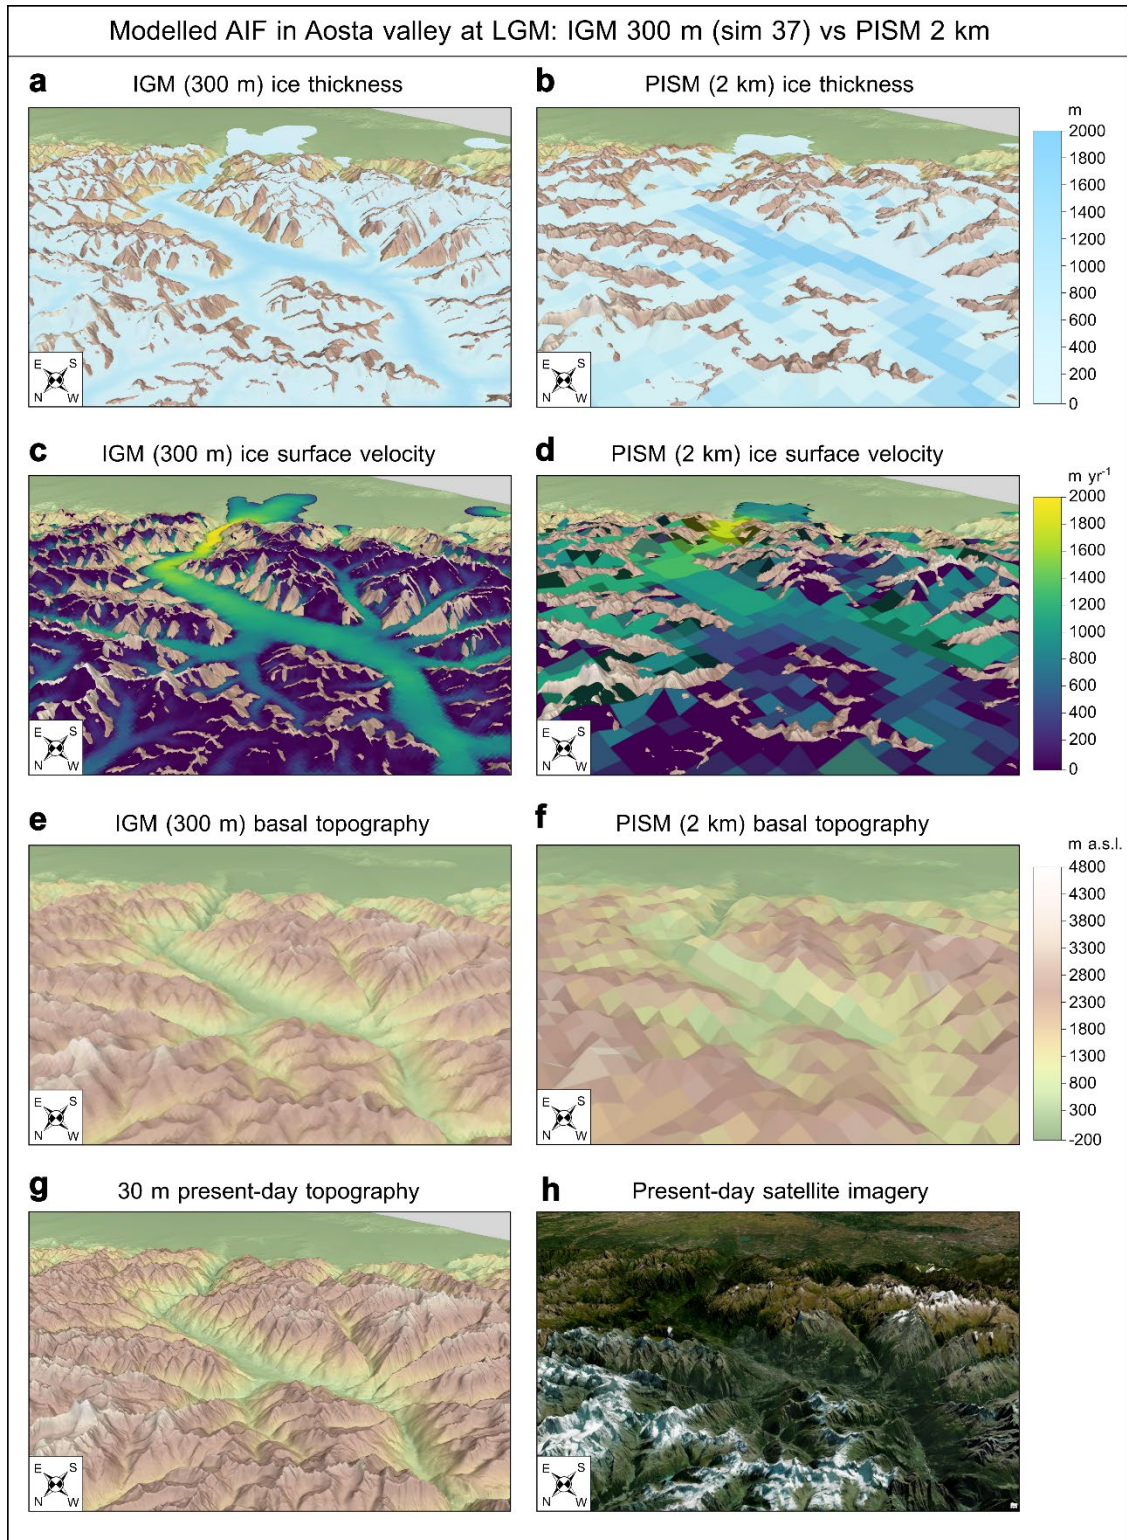 Modelled AIF in Aosta valley at LGM: IGM 300 m (sim 37) vs PISM 2 km
a IGM (300 m) ice thickness
b PISM (2 km) ice thickness
m
2000
1800
1600
1400
1200
1000
800
600
400
200
0
E S
N W
E S
N W
c IGM (300 m) ice surface velocity
d PISM (2 km) ice surface velocity
m yr⁻¹
2000
1800
1600
1400
1200
1000
800
600
400
200
0
E S
N W
E S
N W
e IGM (300 m) basal topography
f PISM (2 km) basal topography
m a.s.l.
4800
4300
3800
3300
2800
2300
1800
1300
800
300
-200
E S
N W
E S
N W
g 30 m present-day topography
h Present-day satellite imagery
E S
N W
E S
N W